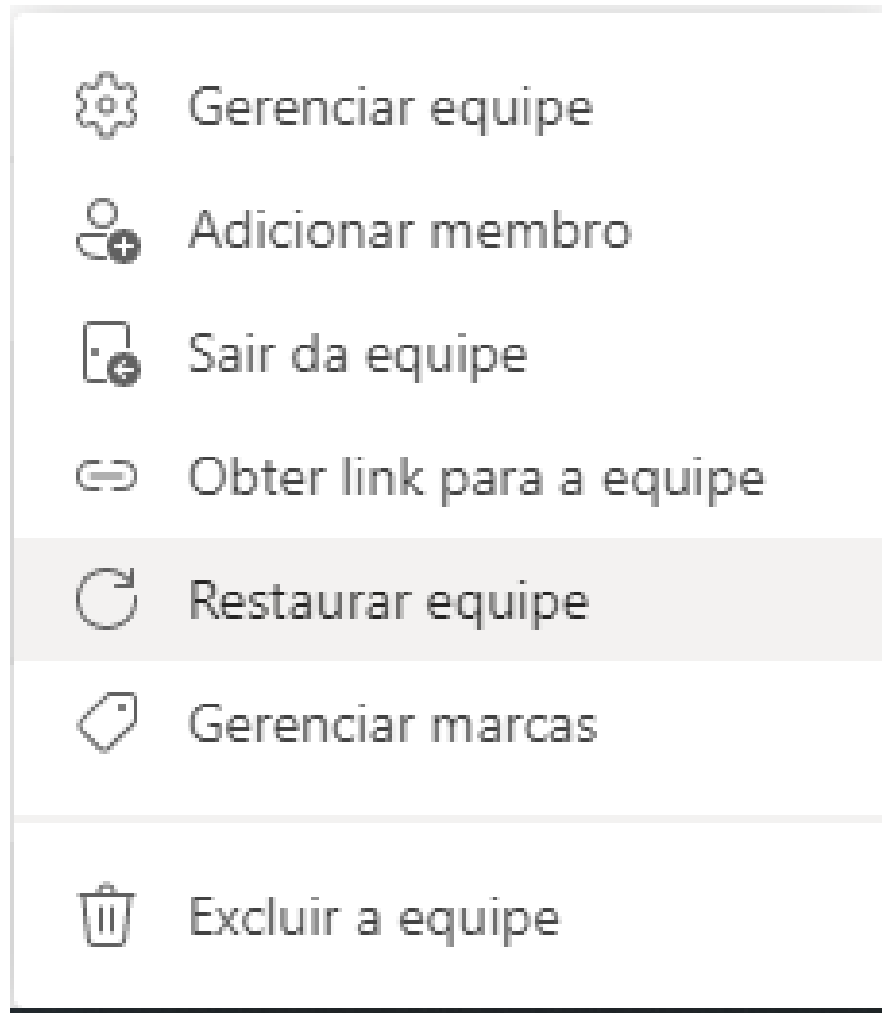 Gerenciar equipe
Adicionar membro
Sair da equipe
Obter link para a equipe
Restaurar equipe
Gerenciar marcas
Excluir a equipe